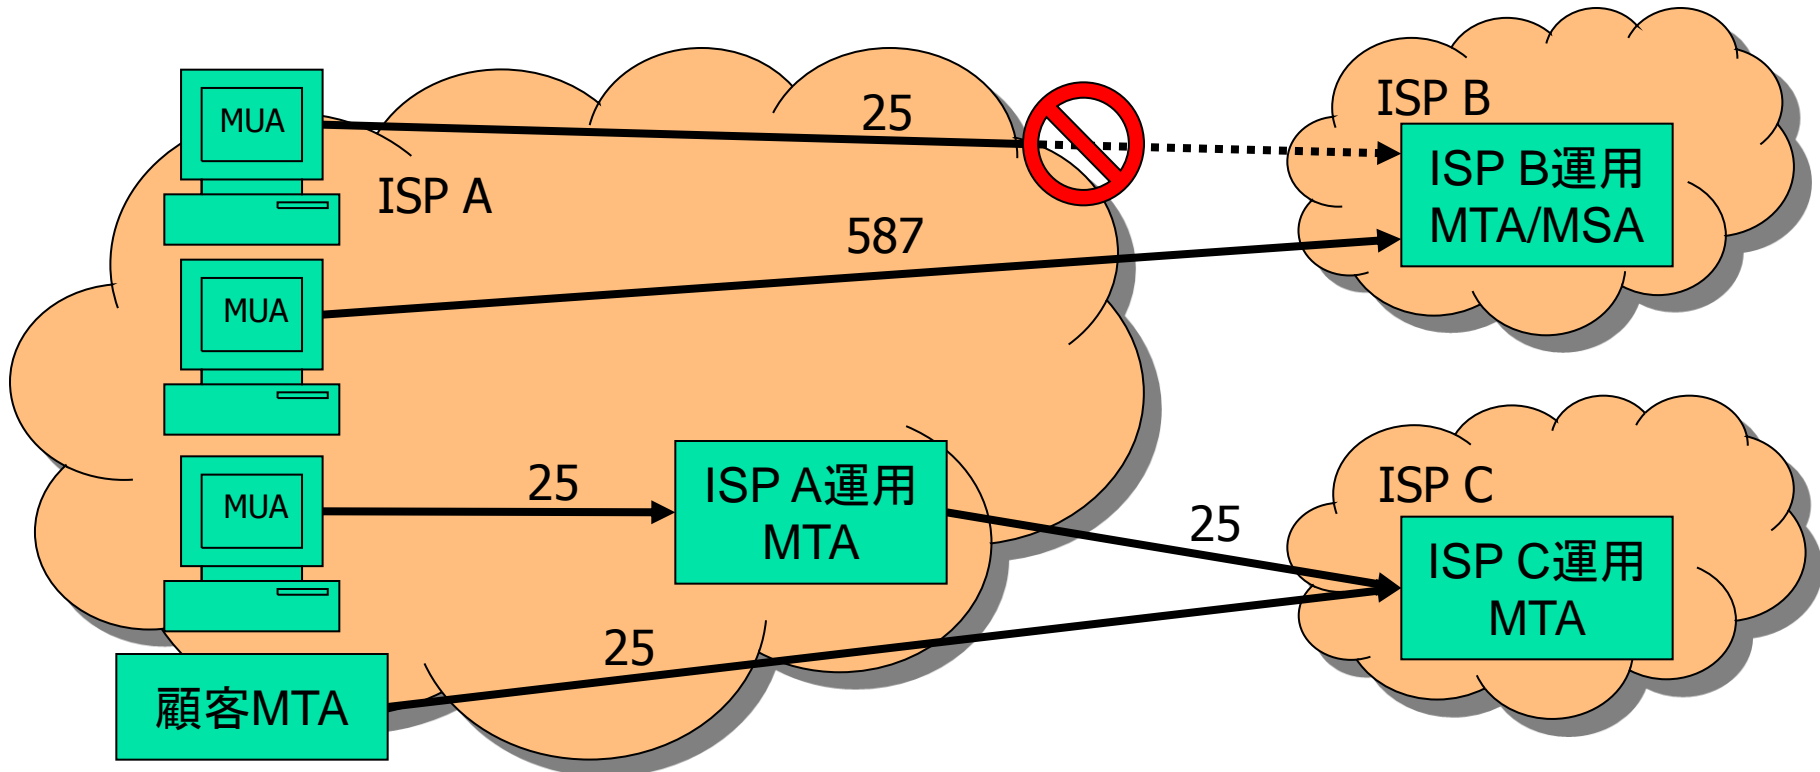 MUA
ISP A
25
ISP B
ISP B運用
MTA/MSA
MUA
587
MUA
25
ISP A運用
MTA
25
ISP C
ISP C運用
MTA
顧客MTA
25